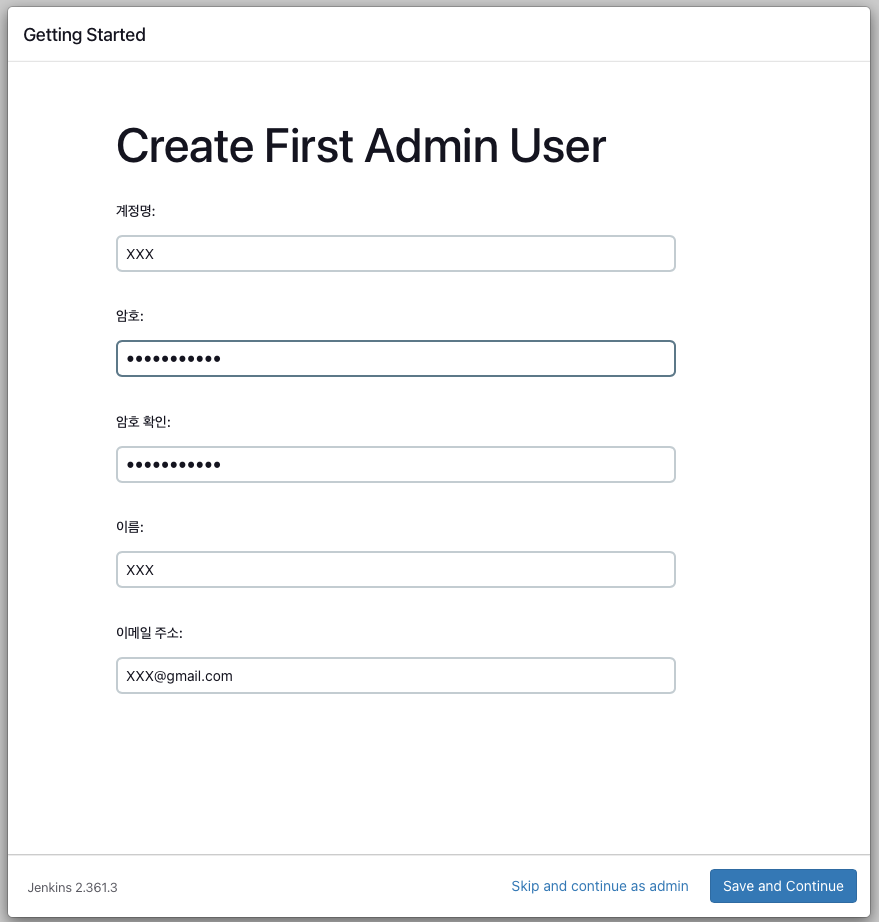 Getting Started
Create First Admin User
계정명:
XXX
암호:
•••••••••••
암호 확인:
•••••••••••
이름:
XXX
이메일 주소:
XXX@gmail.com
Jenkins 2.361.3
Skip and continue as admin
Save and Continue